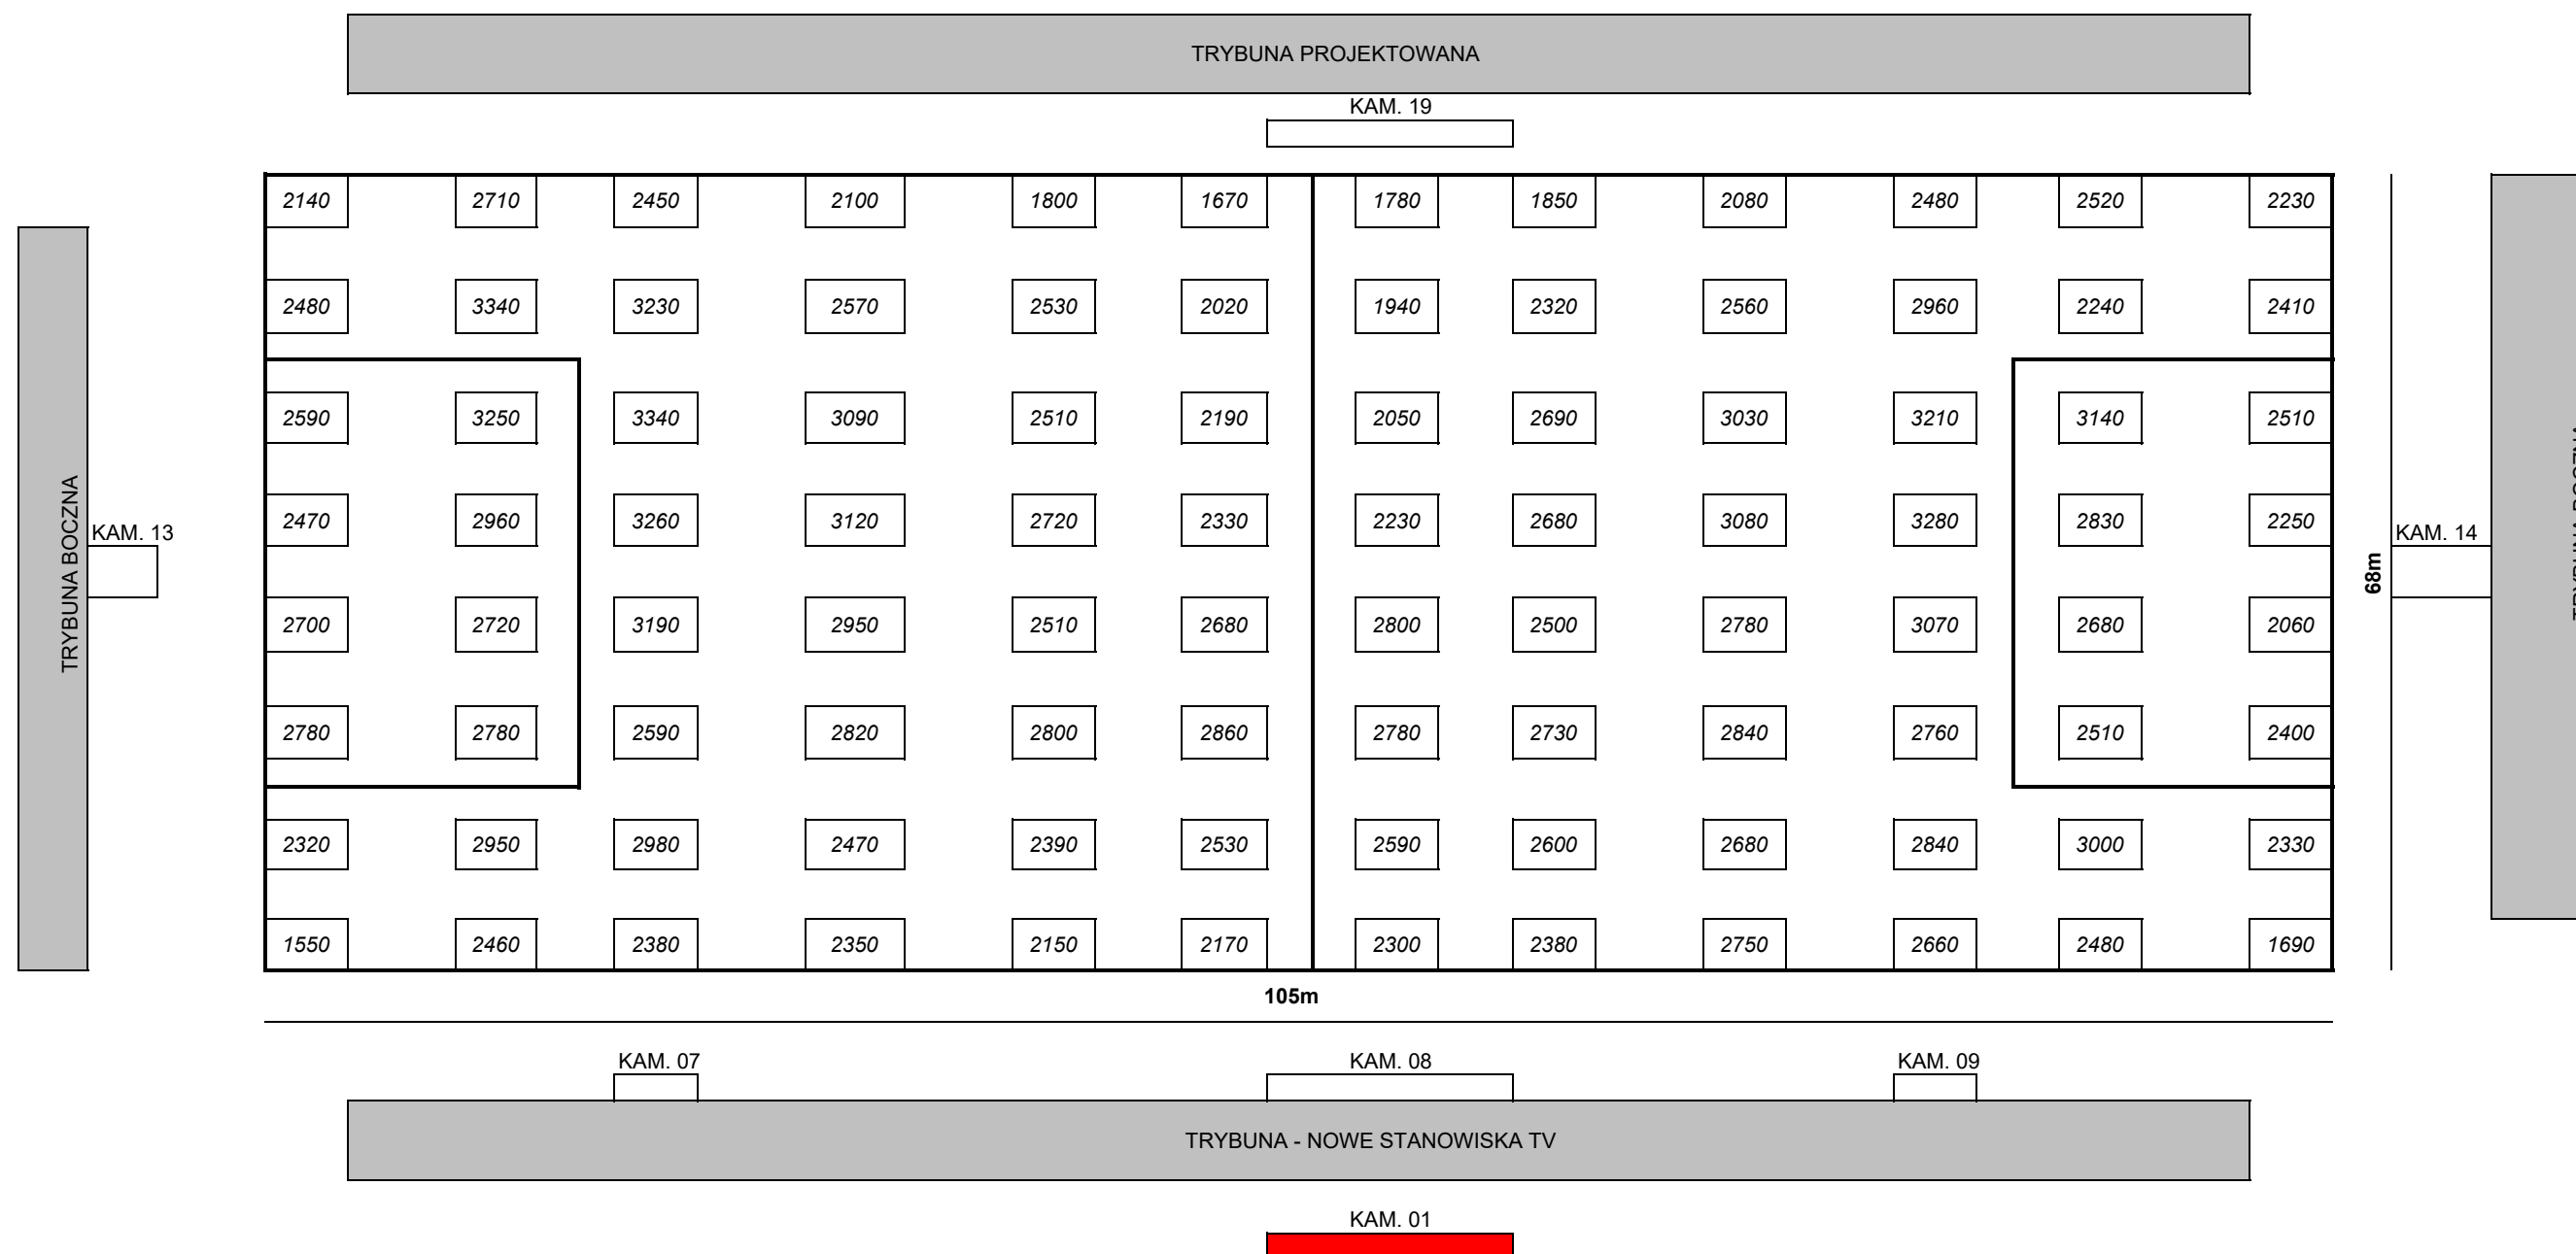 TRYBUNA PROJEKTOWANA
KAM. 19
2140 2710 2450 2100 1800 1670 1780 1850 2080 2480 2520 2230
2480 3340 3230 2570 2530 2020 1940 2320 2560 2960 2240 2410
2590 3250 3340 3090 2510 2190 2050 2690 3030 3210 3140 2510
2470 2960 3260 3120 2720 2330 2230 2680 3080 3280 2830 2250
TRYBUNA BOCZNA
KAM. 13
KAM. 14
68m
2700 2720 3190 2950 2510 2680 2800 2500 2780 3070 2680 2060
2780 2780 2590 2820 2800 2860 2780 2730 2840 2760 2510 2400
2320 2950 2980 2470 2390 2530 2590 2600 2680 2840 3000 2330
1550 2460 2380 2350 2150 2170 2300 2380 2750 2660 2480 1690
105m
KAM. 07 KAM. 08 KAM. 09
TRYBUNA - NOWE STANOWISKA TV
KAM. 01